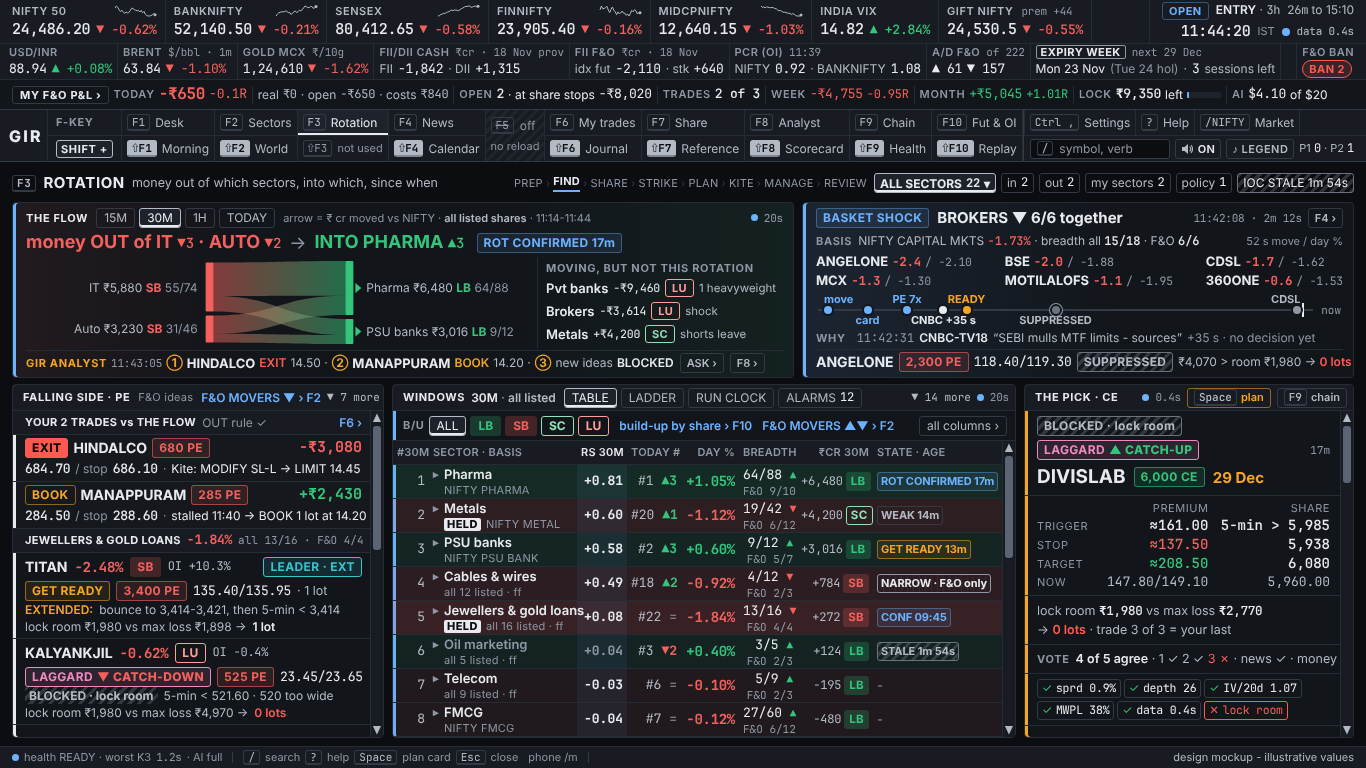 NIFTY 50 24,486.20 ▼ -0.62%
BANKNIFTY 52,140.50 ▼ -0.21%
SENSEX 80,412.65 ▼ -0.58%
FINNIFTY 23,905.40 ▼ -0.16%
MIDCPNIFTY 12,640.15 ▼ -1.03%
INDIA VIX 14.82 ▲ +2.84%
GIFT NIFTY prem +44 24,530.5 ▼ -0.55%
OPEN ENTRY · 3h 26m to 15:10
11:44:20 IST ● data 0.4s
USD/INR 88.94 ▲ +0.08%
BRENT $/bbl · 1m 63.84 ▼ -1.10%
GOLD MCX ₹/10g 1,24,610 ▼ -1.62%
FII/DII CASH ₹cr · 18 Nov prov FII -1,842 · DII +1,315
FII F&O ₹cr · 18 Nov idx fut -2,110 · stk +640
PCR (OI) 11:39 NIFTY 0.92 · BANKNIFTY 1.08
A/D F&O of 222 ▲ 61 ▼ 157
EXPIRY WEEK next 29 Dec
Mon 23 Nov (Tue 24 hol) · 3 sessions left
F&O BAN BAN 2
MY F&O P&L › TODAY -₹650 -0.1R real ₹0 · open -₹650 · costs ₹840 OPEN 2 · at share stops -₹8,020 TRADES 2 of 3 WEEK -₹4,755 -0.95R MONTH +₹5,045 +1.01R LOCK ₹9,350 left AI $4.10 of $20
GIR F-KEY F1 Desk F2 Sectors F3 Rotation F4 News F5 off no reload F6 My trades F7 Share F8 Analyst F9 Chain F10 Fut & OI Ctrl , Settings ? Help /NIFTY Market
SHIFT + ⇧F1 Morning ⇧F2 World ⇧F3 not used ⇧F4 Calendar ⇧F6 Journal ⇧F7 Reference ⇧F8 Scorecard ⇧F9 Health ⇧F10 Replay / symbol, verb ON ♪ LEGEND P1 0 · P2 1
F3 ROTATION money out of which sectors, into which, since when
PREP › FIND › SHARE › STRIKE › PLAN › KITE › MANAGE › REVIEW ALL SECTORS 22 ▾ in 2 out 2 my sectors 2 policy 1 IOC STALE 1m 54s
THE FLOW 15M 30M 1H TODAY arrow = ₹ cr moved vs NIFTY · all listed shares · 11:14-11:44 ● 20s
money OUT of IT ▼3 · AUTO ▼2 → INTO PHARMA ▲3 ROT CONFIRMED 17m
IT ₹5,880 SB 55/74
Pharma ₹6,480 LB 64/88
Auto ₹3,230 SB 31/46
PSU banks ₹3,016 LB 9/12
MOVING, BUT NOT THIS ROTATION
Pvt banks -₹9,460 LU 1 heavyweight
Brokers -₹3,614 LU shock
Metals +₹4,200 SC shorts leave
GIR ANALYST 11:43:05 1 HINDALCO EXIT 14.50 · 2 MANAPPURAM BOOK 14.20 · 3 new ideas BLOCKED ASK › F8 ›
BASKET SHOCK BROKERS ▼ 6/6 together 11:42:08 · 2m 12s F4 ›
BASIS NIFTY CAPITAL MKTS -1.73% · breadth all 15/18 · F&O 6/6 52 s move / day %
ANGELONE -2.4 / -2.10 BSE -2.0 / -1.88 CDSL -1.7 / -1.62
MCX -1.3 / -1.30 MOTILALOFS -1.1 / -1.95 360ONE -0.6 / -1.53
move PE 7x READY CDSL
card CNBC +35 s SUPPRESSED now
WHY 11:42:31 CNBC-TV18 “SEBI mulls MTF limits - sources” +35 s · no decision yet
ANGELONE 2,300 PE 118.40/119.30 SUPPRESSED ₹4,070 > room ₹1,980 → 0 lots
FALLING SIDE · PE F&O ideas F&O MOVERS ▼ › F2 ▼ 7 more
YOUR 2 TRADES vs THE FLOW OUT rule ✓ F6 ›
EXIT HINDALCO 680 PE -₹3,080
684.70 / stop 686.10 · Kite: MODIFY SL-L → LIMIT 14.45
BOOK MANAPPURAM 285 PE +₹2,430
284.50 / stop 288.60 · stalled 11:40 → BOOK 1 lot at 14.20
JEWELLERS & GOLD LOANS -1.84% all 13/16 · F&O 4/4
TITAN -2.48% SB OI +10.3% LEADER · EXT
GET READY 3,400 PE 135.40/135.95 · 1 lot
EXTENDED: bounce to 3,414-3,421, then 5-min < 3,414
lock room ₹1,980 vs max loss ₹1,898 → 1 lot
KALYANKJIL -0.62% LU OI -0.4%
LAGGARD ▼ CATCH-DOWN 525 PE 23.45/23.65
BLOCKED · lock room 5-min < 521.60 · 520 too wide
lock room ₹1,980 vs max loss ₹4,970 → 0 lots
WINDOWS 30M · all listed TABLE LADDER RUN CLOCK ALARMS 12 ▼ 14 more ● 20s
B/U ALL LB SB SC LU build-up by share › F10 F&O MOVERS ▲▼ › F2 all columns ›
#30M SECTOR · BASIS RS 30M TODAY # DAY % BREADTH ₹CR 30M STATE · AGE
1 ▸ Pharma +0.81 #1 ▲3 +1.05% 64/88 ▲ +6,480 LB ROT CONFIRMED 17m
NIFTY PHARMA F&O 9/10
2 ▸ Metals +0.60 #20 ▲1 -1.12% 19/42 ▼ +4,200 SC WEAK 14m
HELD NIFTY METAL F&O 6/12
3 ▸ PSU banks +0.58 #2 ▲3 +0.60% 9/12 ▲ +3,016 LB GET READY 13m
NIFTY PSU BANK F&O 5/7
4 ▸ Cables & wires +0.49 #18 ▲2 -0.92% 4/12 ▼ +784 SB NARROW · F&O only
all 12 listed · ff F&O 2/3
5 ▸ Jewellers & gold loans +0.08 #22 = -1.84% 13/16 ▼ +272 SB CONF 09:45
HELD all 16 listed · ff F&O 4/4
6 ▸ Oil marketing +0.04 #3 ▼2 +0.40% 3/5 ▲ +124 LB STALE 1m 54s
all 5 listed · ff F&O 2/3
7 ▸ Telecom -0.03 #6 = -0.10% 5/9 ▲ -195 LB -
all 9 listed · ff F&O 2/3
8 ▸ FMCG -0.04 #7 = -0.12% 27/60 ▲ -480 LB -
NIFTY FMCG F&O 6/12
THE PICK · CE ● 0.4s Space plan F9 chain
BLOCKED · lock room
LAGGARD ▲ CATCH-UP 17m
DIVISLAB 6,000 CE 29 Dec
PREMIUM SHARE
TRIGGER ≈161.00 5-min > 5,985
STOP ≈137.50 5,938
TARGET ≈208.50 6,080
NOW 147.80/149.10 5,960.00
lock room ₹1,980 vs max loss ₹2,770
→ 0 lots · trade 3 of 3 = your last
VOTE 4 of 5 agree · 1 ✓ 2 ✓ 3 × · news ✓ · money
✓ sprd 0.9% ✓ depth 26 ✓ IV/20d 1.07
✓ MWPL 38% ✓ data 0.4s × lock room
● health READY · worst K3 1.2s · AI full / search ? help Space plan card Esc close phone /m design mockup - illustrative values